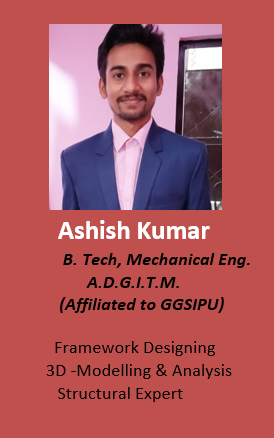 Ashish Kumar
B. Tech, Mechanical Eng.
A.D.G.I.T.M.
(Affiliated to GGSIPU)
Framework Designing
3D -Modelling & Analysis
Structural Expert